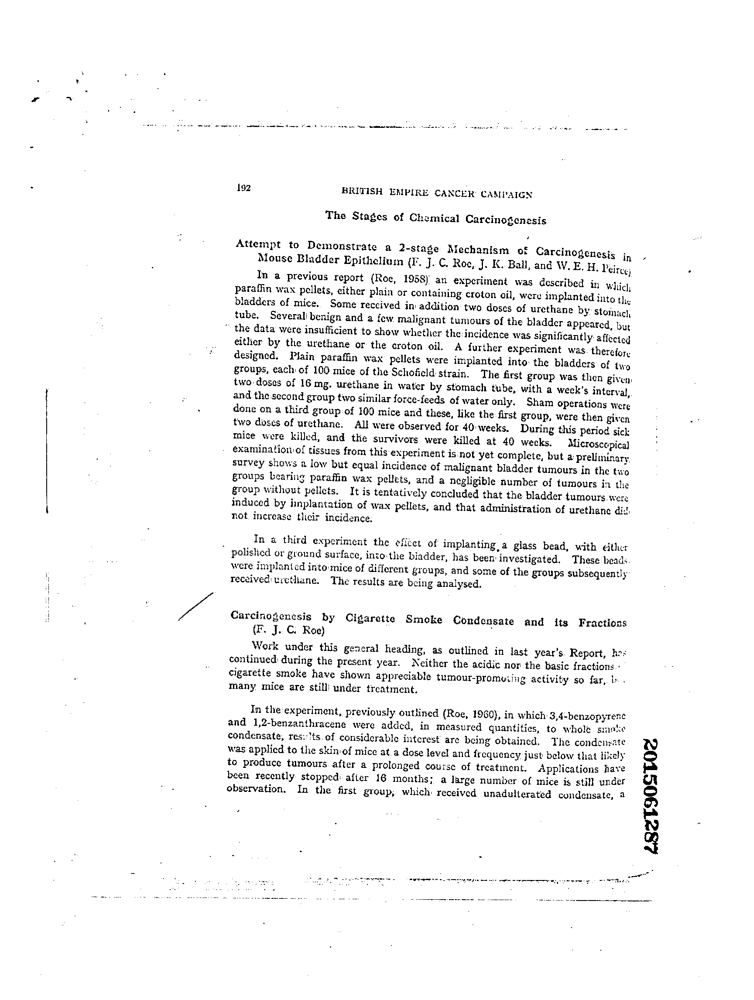 192
BRITISH EMPIRE CANCER CAMPAIGN
The Stages of Chemical Carcinogenesis
Attempt to Demonstrate a 2-stage Mechanism of Carcinogenesis in
Mouse Bladder Epithelium (F. J. C. Roe, J. K. Ball, and W. E. H. Peirce)
In a previous report (Roe, 1958) an experiment was described in which
paraffin wax pellets, either plain or containing croton oil, were implanted into the
bladders of mice. Some received in addition two doses of urethane by stomach
tube. Several benign and a few malignant tumours of the bladder appeared, but
the data were insufficient to show whether the incidence was significantly affected
either by the urethane or the croton oil. A further experiment was therefore
designed. Plain paraffin wax pellets were implanted into the bladders of two
groups, each of 100 mice of the Schofield strain. The first group was then given
two doses of 16 mg. urethane in water by stomach tube, with a week's interval,
and the second group two similar force-feeds of water only. Sham operations were
done on a third group of 100 mice and these, like the first group, were then given
two doses of urethane. All were observed for 40 weeks. During this period sick
mice were killed, and the survivors were killed at 40 weeks. Microscopical
examination of tissues from this experiment is not yet complete, but a preliminary
survey shows a low but equal incidence of malignant bladder tumours in the two
groups bearing paraffin wax pellets, and a negligible number of tumours in the
group without pellets. It is tentatively concluded that the bladder tumours were
induced by implantation of wax pellets, and that administration of urethane did
not increase their incidence.
In a third experiment the effect of implanting a glass bead, with either
polished or ground surface, into the bladder, has been investigated. These beads
were implanted into mice of different groups, and some of the groups subsequently
received urethane. The results are being analysed.
Carcinogenesis by Cigarette Smoke Condensate and its Fractions
(F. J. C. Roe)
Work under this general heading, as outlined in last year's Report, has
continued during the present year. Neither the acidic nor the basic fractions
cigarette smoke have shown appreciable tumour-promoting activity so far,
many mice are still under treatment.
In the experiment, previously outlined (Roe, 1960), in which 3,4-benzopyrene
and 1,2-benzanthracene were added, in measured quantities, to whole smoke
condensate, results of considerable interest are being obtained. The condensate
was applied to the skin of mice at a dose level and frequency just below that likely
to produce tumours after a prolonged course of treatment. Applications have
been recently stopped after 16 months; a large number of mice is still under
observation. In the first group, which received unadulterated condensate, a
2015061287